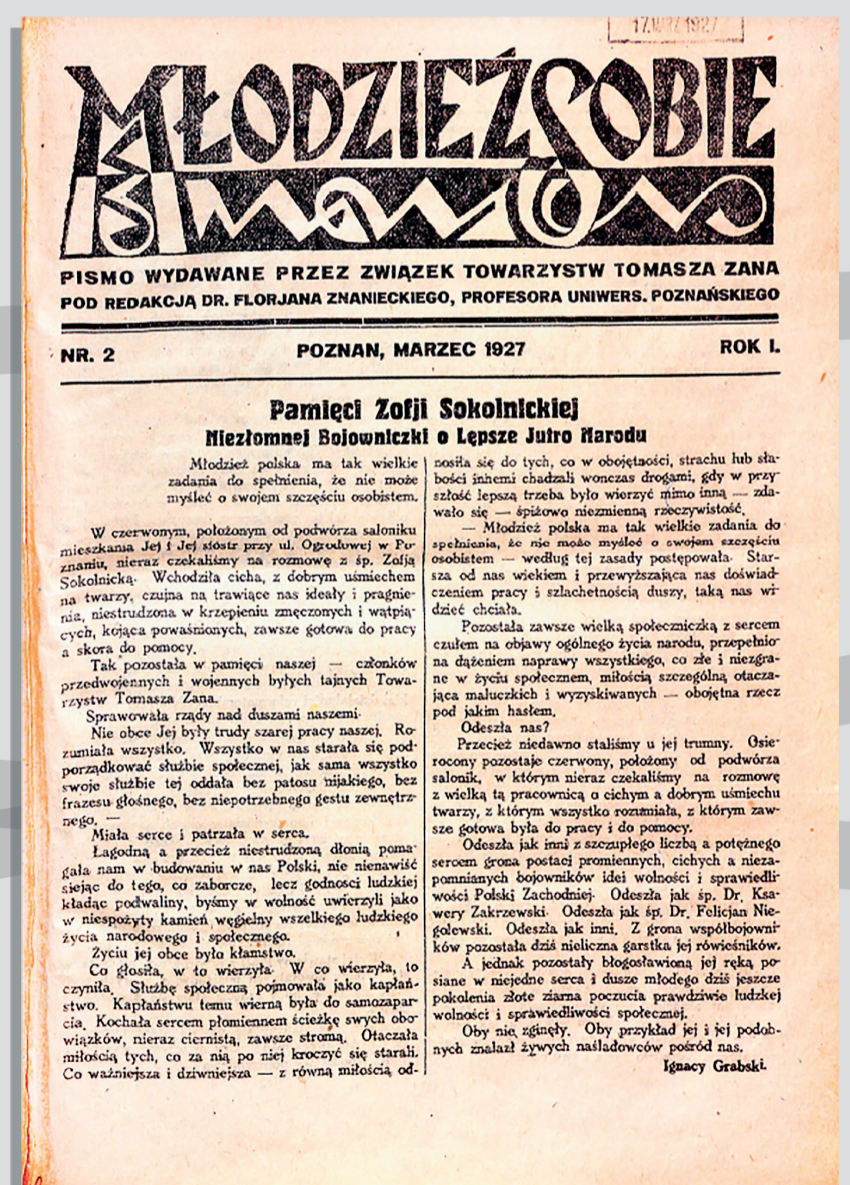 1927
MŁODZIEŻ SOBIE
PISMO WYDAWANE PRZEZ ZWIĄZEK TOWARZYSTW TOMASZA ZANA
POD REDAKCJĄ DR. FLORJANA ZNANIECKIEGO, PROFESORA UNIWERS. POZNAŃSKIEGO
NR. 2 POZNAN, MARZEC 1927 ROK I.
Pamięci Zofji Sokolnickiej
Niezłomnej Bojowniczki o Lepsze Jutro Narodu
Młodzież polska ma tak wielkie
zadania do spełnienia, że nie może
myśleć o swojem szczęściu osobistem.
W czerwonym, położonym od podwórza saloniku
mieszkania Jej i Jej sióstr przy ul. Ogrodowej w Po-
znaniu, nieraz czekaliśmy na rozmowę z śp. Zofją
Sokolnicką. Wchodziła cicha, z dobrym uśmiechem
na twarzy, czujna na trawiące nas ideały i pragnie-
nia, niestrudzona w krzepieniu zmęczonych i wątpią-
cych, kojąca powaśnionych, zawsze gotowa do pracy
a skora do pomocy.
Tak pozostała w pamięci naszej — członków
przedwojennych i wojennych byłych tajnych Towa-
rzystw Tomasza Zana.
Sprawowała rządy nad duszami naszemi.
Nie obce Jej były trudy szarej pracy naszej. Ro-
zumiała wszystko. Wszystko w nas starała się pod-
porządkować służbie społecznej, jak sama wszystko
swoje służbie tej oddała bez patosu nijakiego, bez
frazesu głośnego, bez niepotrzebnego gestu zewnętrz-
nego. —
Miała serce i patrzała w serca.
Łagodną a przecież niestrudzoną dłonią poma-
gała nam w budowaniu w nas Polski, nie nienawiść
siejąc do tego, co zaborcze, lecz godności ludzkiej
kładąc podwaliny, byśmy w wolność uwierzyli jako
w niespożyty kamień węgielny wszelkiego ludzkiego
życia narodowego i społecznego.
Życiu jej obce było kłamstwo.
Co głosiła, w to wierzyła. W co wierzyła, to
czyniła. Służbę społeczną pojmowała jako kapłań-
stwo. Kapłaństwu temu wierną była do samozapar-
cia. Kochała sercem płomiennem ścieżkę swych obo-
wiązków, nieraz ciernistą, zawsze stromą. Otaczała
miłością tych, co za nią po niej kroczyć się starali.
Co ważniejsza i dziwniejsza — z równą miłością od-
nosiła się do tych, co w obojętności, strachu lub sła-
bości innemi chadzali wonczas drogami, gdy w przy-
szłość lepszą trzeba było wierzyć mimo inną — zda-
wało się — śpiżowo niezmienną rzeczywistość.
— Młodzież polska ma tak wielkie zadania do
spełnienia, że nie może myśleć o swojem szczęściu
osobistem — według tej zasady postępowała. Star-
sza od nas wiekiem i przewyższająca nas doświad-
czeniem pracy i szlachetnością duszy, taką nas wi-
dzieć chciała.
Pozostała zawsze wielką społeczniczką z sercem
czułem na objawy ogólnego życia narodu, przepełnio-
na dążeniem naprawy wszystkiego, co złe i niezgra-
ne w życiu społecznem, miłością szczególną otacza-
jąca maluczkich i wyzyskiwanych — obojętna rzecz
pod jakim hasłem.
Odeszła nas?
Przecież niedawno staliśmy u jej trumny. Osie-
rocony pozostaje czerwony, położony od podwórza
salonik, w którym nieraz czekaliśmy na rozmowę
z wielką tą pracownicą o cichym a dobrym uśmiechu
twarzy, z którym wszystko rozumiała, z którym zaw-
sze gotowa była do pracy i do pomocy.
Odeszła jak inni z szczupłego liczbą a potężnego
sercem grona postaci promiennych, cichych a nieza-
pomnianych bojowników idei wolności i sprawiedli-
wości Polski Zachodniej. Odeszła jak śp. Dr. Ksa-
wery Zakrzewski. Odeszła jak śp. Dr. Felicjan Nie-
golewski. Odeszła jak inni. Z grona współbojowni-
ków pozostała dziś nieliczna garstka jej rówieśników.
A jednak pozostały błogosławioną jej ręką po-
siane w niejedne serca i dusze młodego dziś jeszcze
pokolenia złote ziarna poczucia prawdziwie ludzkej
wolności i sprawiedliwości społecznej.
Oby nie zginęły. Oby przykład jej i jej podob-
nych znalazł żywych naśladowców pośród nas.
Ignacy Grabski.